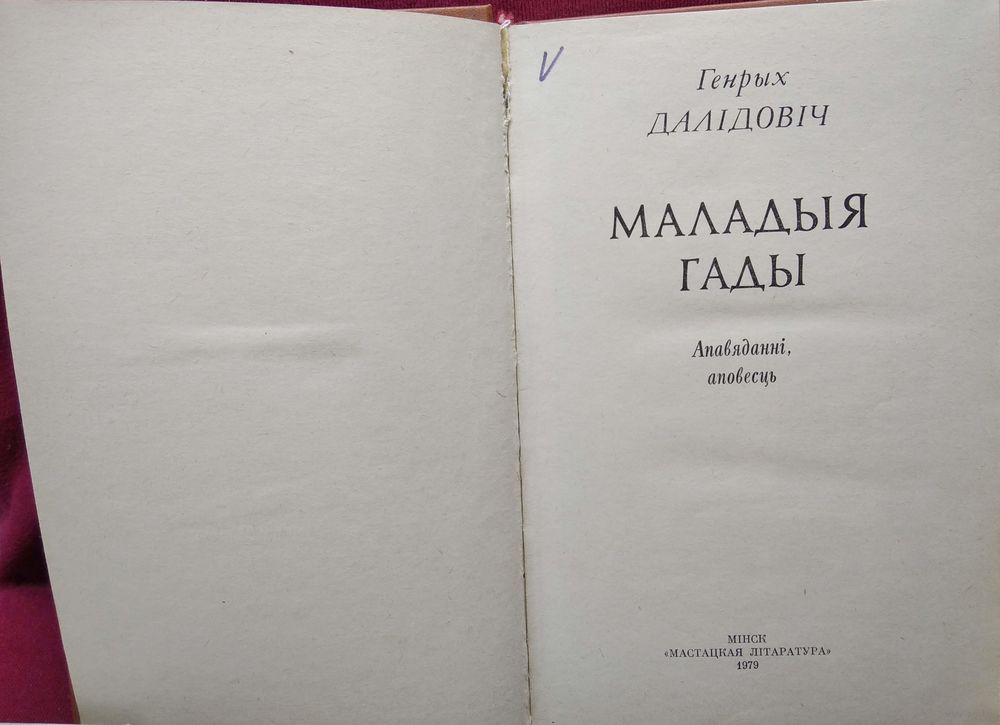 V
Генрых
ДАЛІДОВІЧ
МАЛАДЫЯ
ГАДЫ
Апавяданні,
аповесць
МІНСК
«МАСТАЦКАЯ ЛІТАРАТУРА»
1979